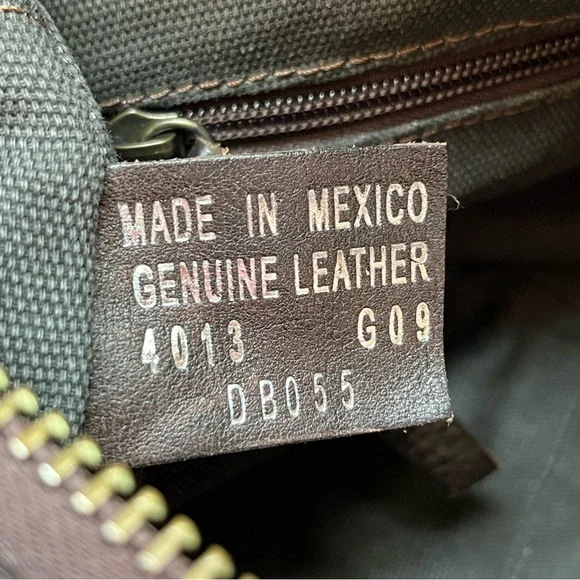 MADE IN MEXICO
GENUINE LEATHER
4013 G09
DB055